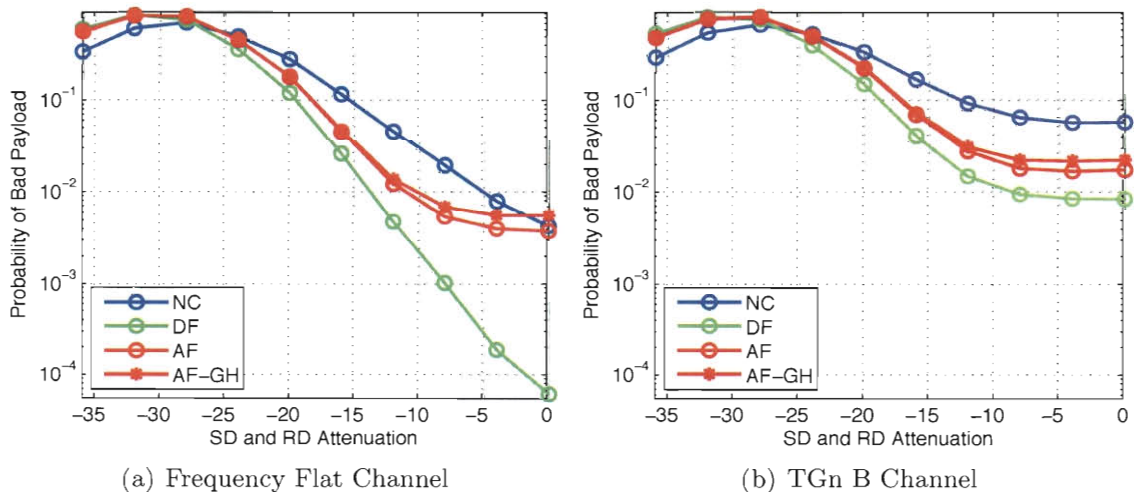 Probability of Bad Payload
10⁻¹
10⁻²
10⁻³
10⁻⁴
NC
DF
AF
AF-GH
−35 −30 −25 −20 −15 −10 −5 0
SD and RD Attenuation
(a) Frequency Flat Channel
Probability of Bad Payload
10⁻¹
10⁻²
10⁻³
10⁻⁴
NC
DF
AF
AF-GH
−35 −30 −25 −20 −15 −10 −5 0
SD and RD Attenuation
(b) TGn B Channel